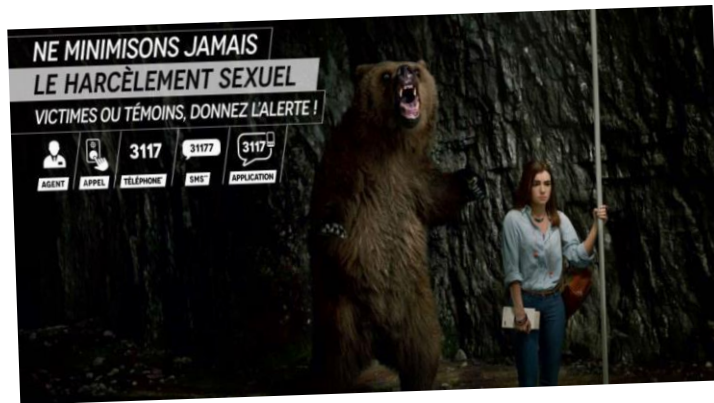 NE MINIMISONS JAMAIS
LE HARCÈLEMENT SEXUEL
VICTIMES OU TÉMOINS, DONNEZ L'ALERTE !
3117 31177 3117
AGENT APPEL TÉLÉPHONE* SMS** APPLICATION